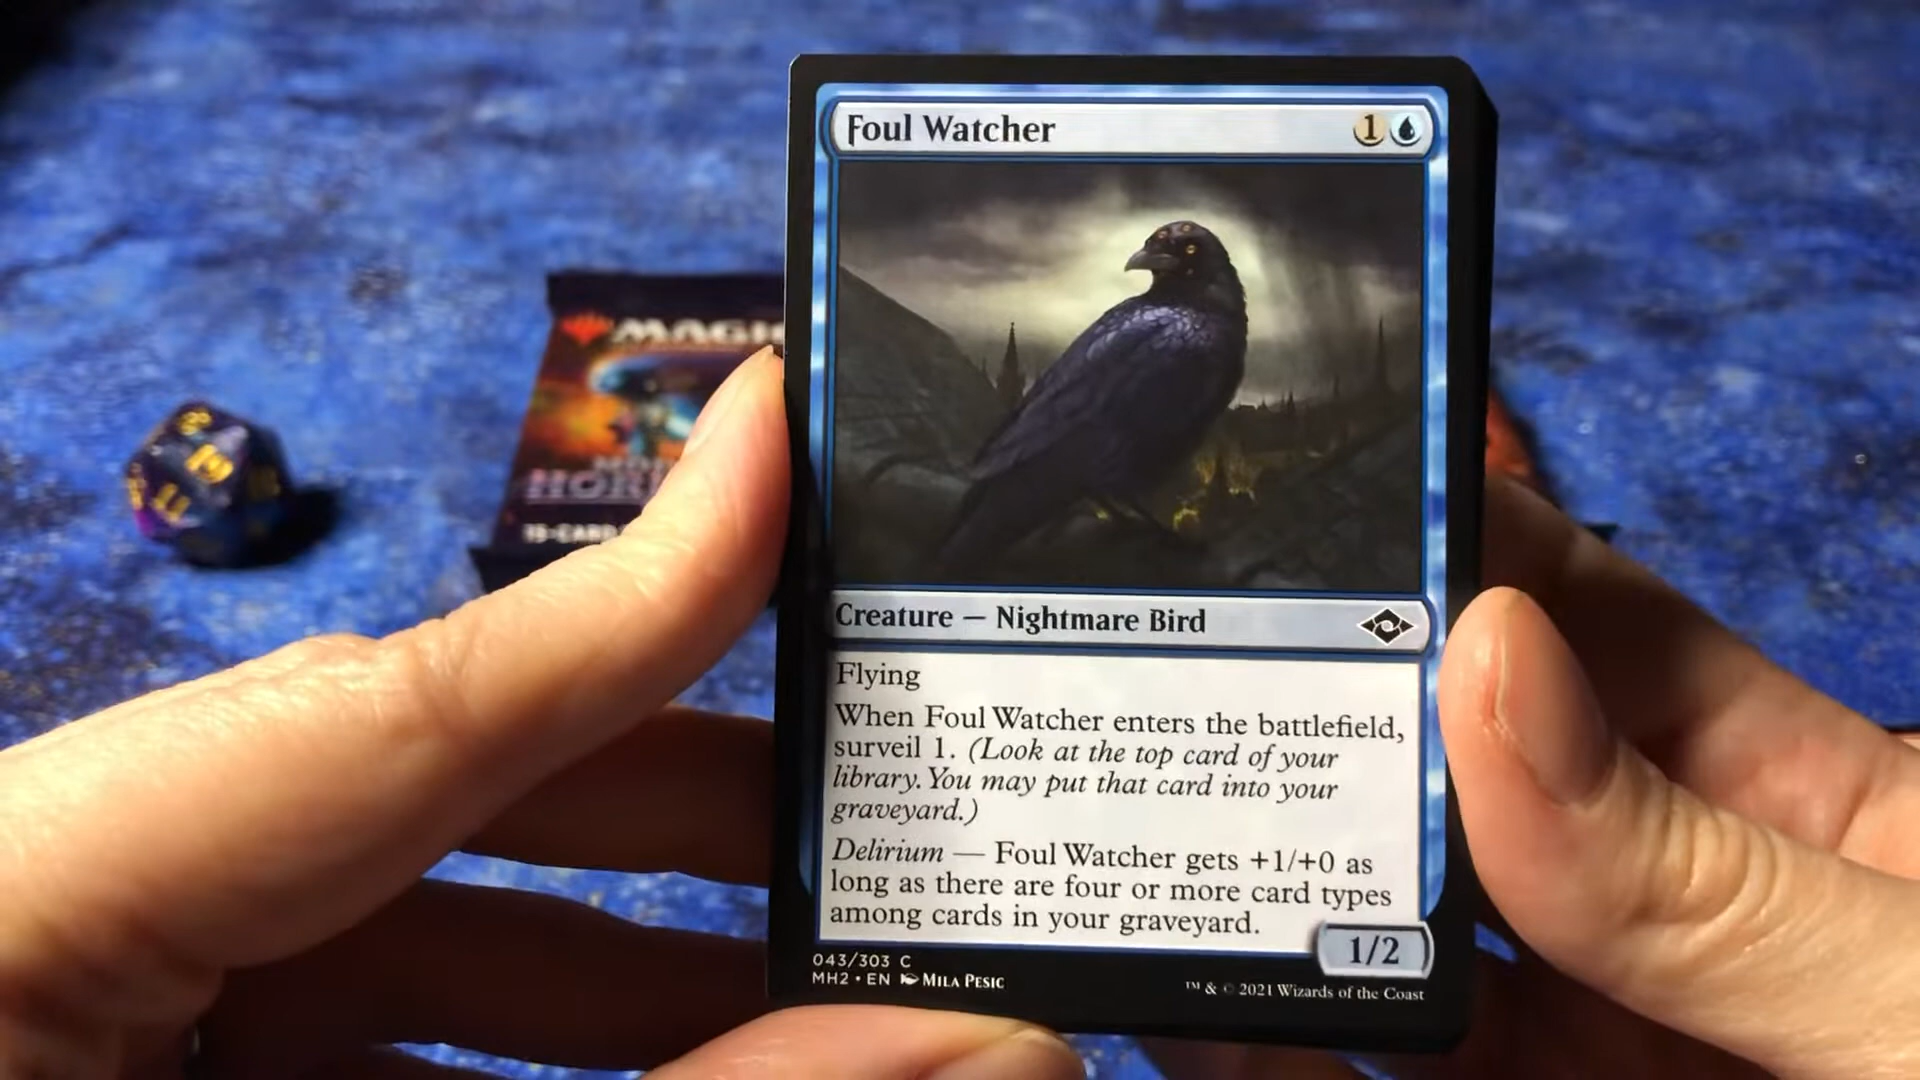 Foul Watcher 1
Creature — Nightmare Bird
Flying
When Foul Watcher enters the battlefield,
surveil 1. (Look at the top card of your
library. You may put that card into your
graveyard.)
Delirium — Foul Watcher gets +1/+0 as
long as there are four or more card types
among cards in your graveyard.
1/2
043/303 C
MH2 • EN MILA PESIC
™ & © 2021 Wizards of the Coast
MAGIC
15-CARD
19